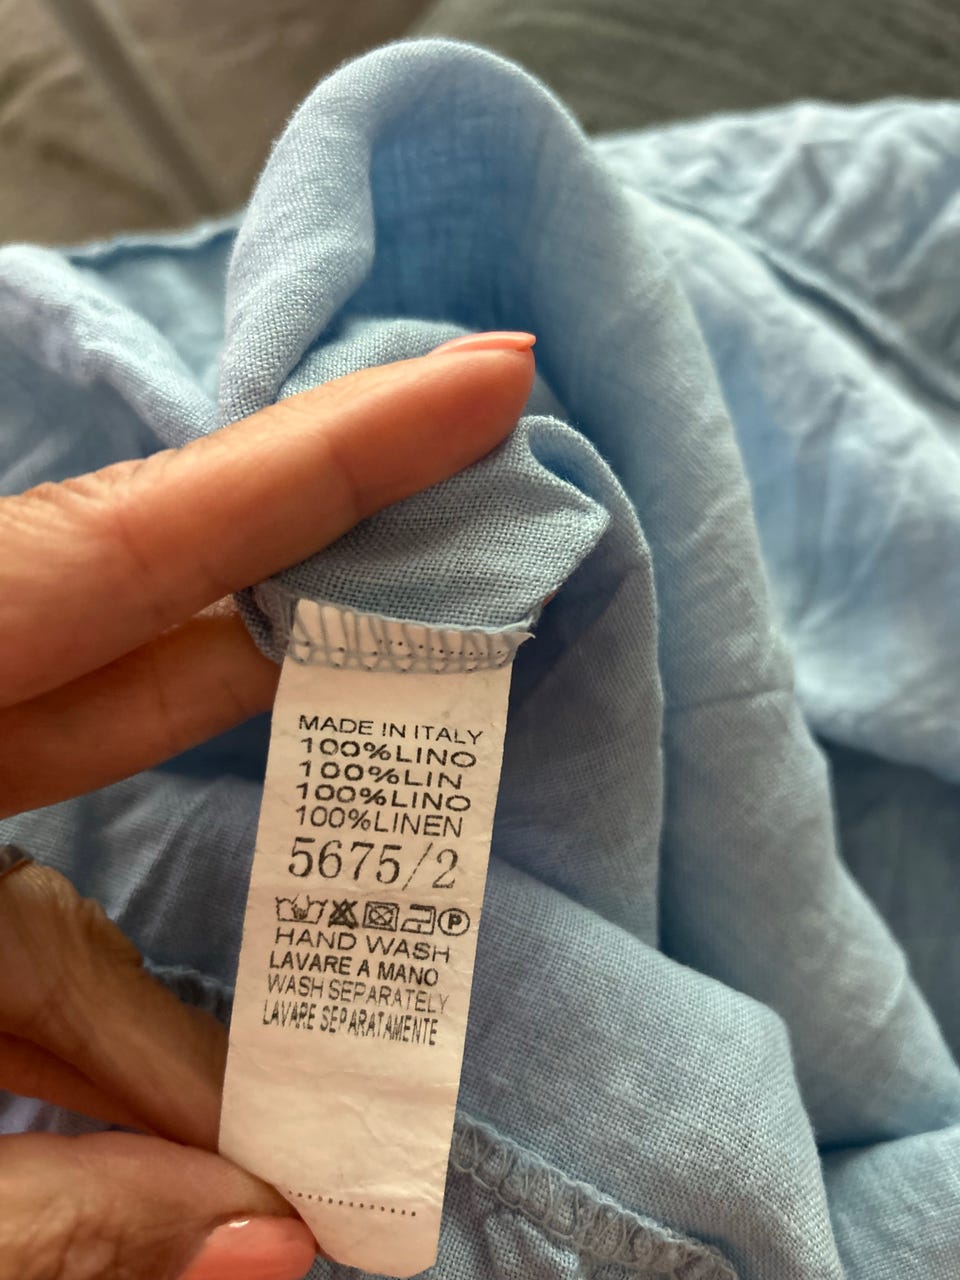 MADE IN ITALY
100%LINO
100%LIN
100%LINO
100%LINEN
5675/2
P
HAND WASH
LAVARE A MANO
WASH SEPARATELY
LAVARE SEPARATAMENTE